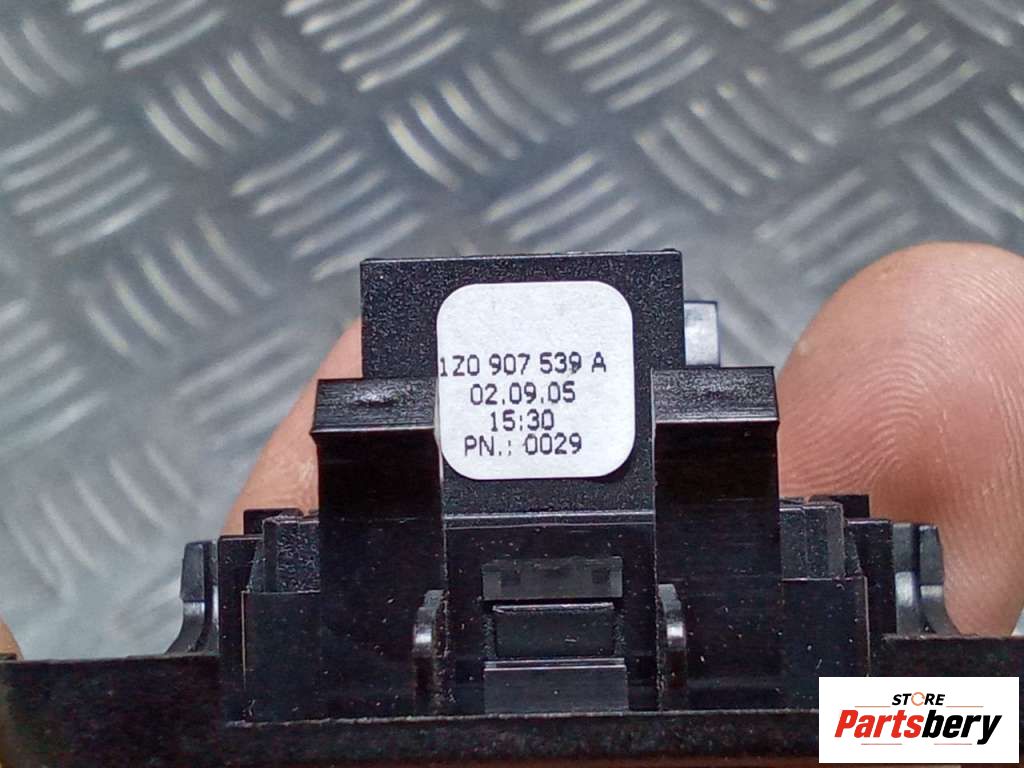 1Z0 907 539 A
02.09.05
15:30
PN.: 0029
STORE
Partsbery